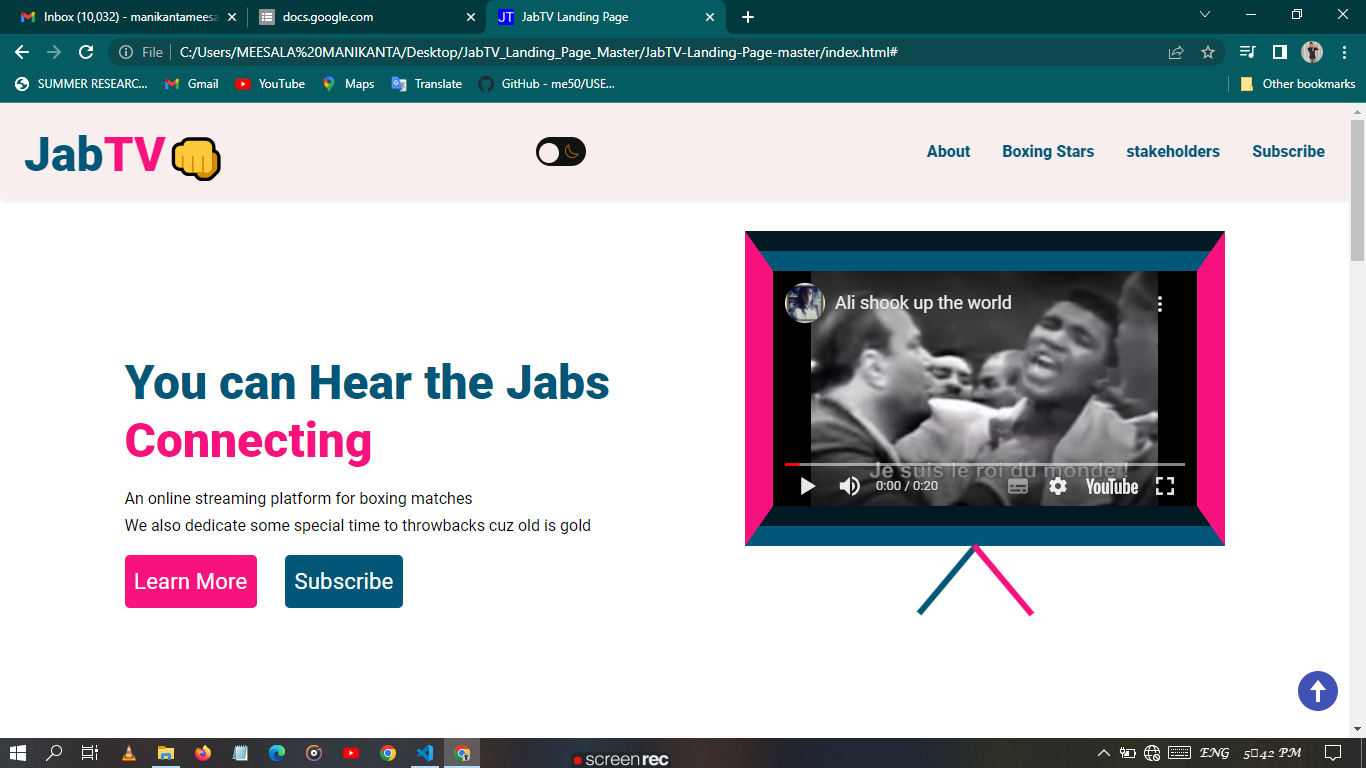 Inbox (10,032) - manikantameesa
docs.google.com
JT JabTV Landing Page
File C:/Users/MEESALA%20MANIKANTA/Desktop/JabTV_Landing_Page_Master/JabTV-Landing-Page-master/index.html#
SUMMER RESEARC... Gmail YouTube Maps Translate GitHub - me50/USE... Other bookmarks
JabTV About Boxing Stars stakeholders Subscribe
Ali shook up the world
You can Hear the Jabs
Connecting
Je suis le roi du monde !
0:00 / 0:20 YouTube
An online streaming platform for boxing matches
We also dedicate some special time to throwbacks cuz old is gold
Learn More Subscribe
screenrec
ENG 5▯42 PM